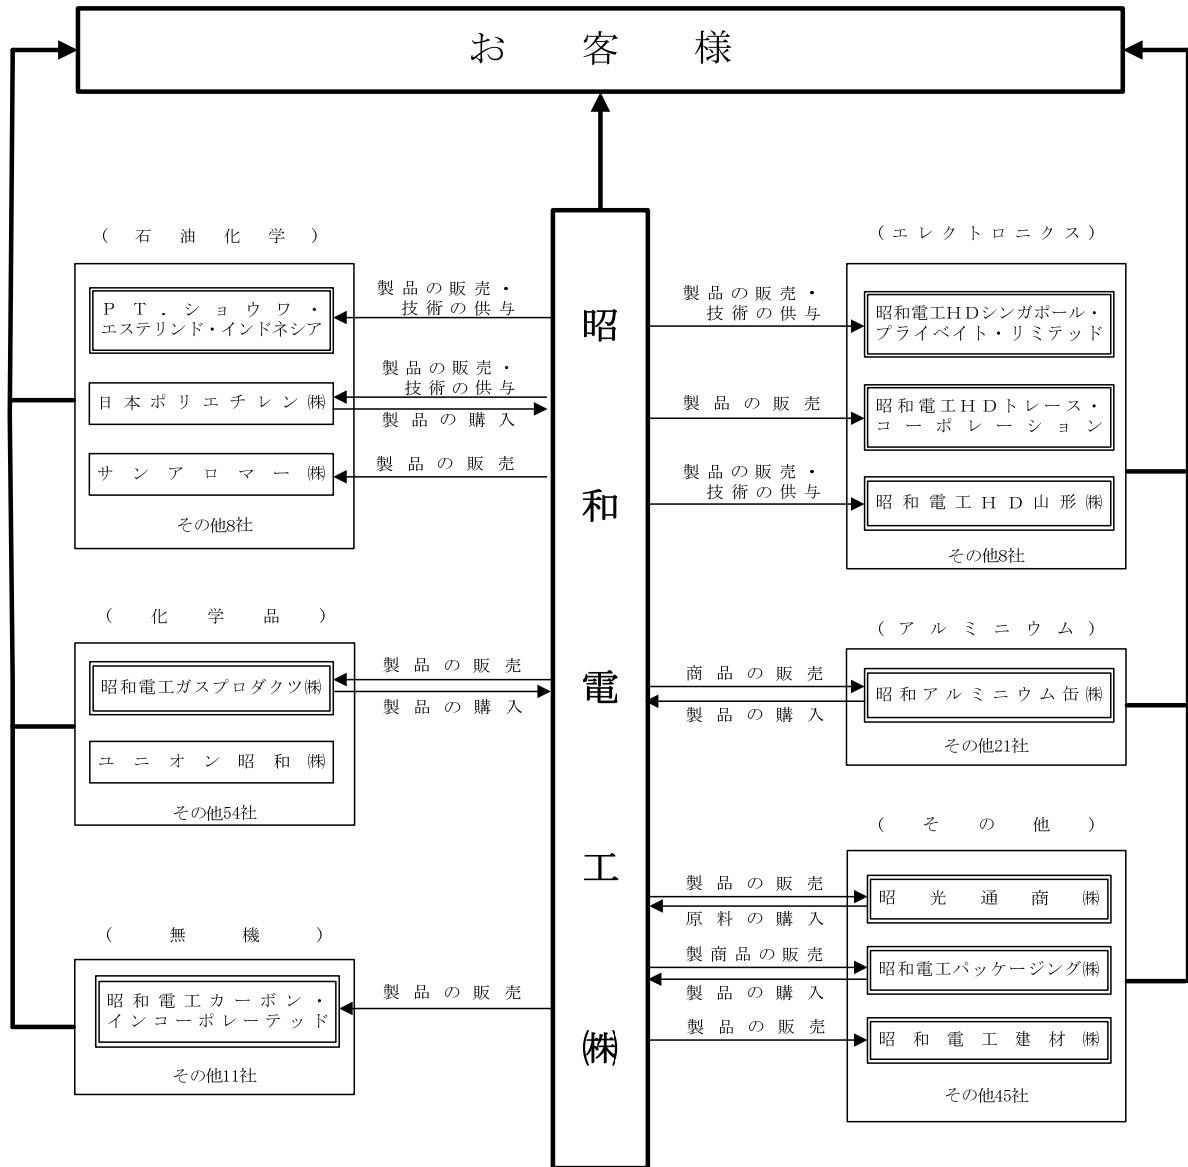 お客様
(石油化学)
ＰＴ．ショウワ・
エステリンド・インドネシア
製品の販売・
技術の供与
日本ポリエチレン㈱
製品の販売・
技術の供与
製品の購入
サンアロマー㈱
製品の販売
その他8社
(化学品)
昭和電工ガスプロダクツ㈱
製品の販売
製品の購入
ユニオン昭和㈱
その他54社
(無機)
昭和電工カーボン・
インコーポレーテッド
製品の販売
その他11社
昭和電工㈱
(エレクトロニクス)
製品の販売・
技術の供与
昭和電工ＨＤシンガポール・
プライベイト・リミテッド
製品の販売
昭和電工ＨＤトレース・
コーポレーション
製品の販売・
技術の供与
昭和電工ＨＤ山形㈱
その他8社
(アルミニウム)
商品の販売
製品の購入
昭和アルミニウム缶㈱
その他21社
(その他)
製品の販売
原料の購入
昭光通商㈱
製商品の販売
製品の購入
昭和電工パッケージング㈱
製品の販売
昭和電工建材㈱
その他45社